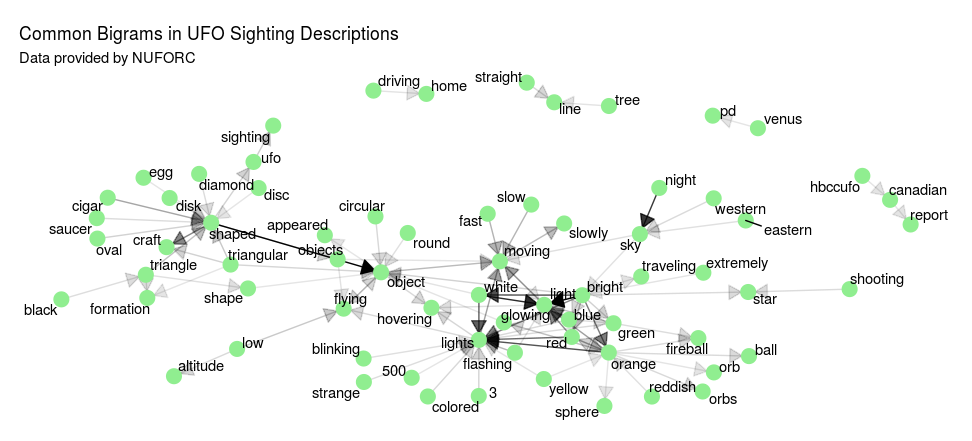 Common Bigrams in UFO Sighting Descriptions
Data provided by NUFORC
straight
driving
home
tree
line
pd
venus
sighting
ufo
egg
diamond
disc
disk
cigar
saucer
shaped
oval
craft
night
slow
western
hbccufo
canadian
report
circular
fast
appeared
slowly
eastern
round
sky
objects
moving
triangular
triangle
object
traveling
extremely
shooting
star
black
formation
shape
flying
white
light
bright
hovering
glowing
blue
green
low
blinking
lights
red
orange
fireball
ball
altitude
500
flashing
orb
strange
yellow
reddish
orbs
colored
3
sphere